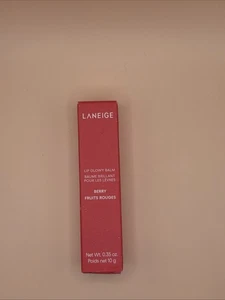 LANEIGE
LIP GLOWY BALM
BAUME BRILLANT
POUR LES LÈVRES
BERRY
FRUITS ROUGES
Net Wt. 0.35 oz.
Poids net 10 g